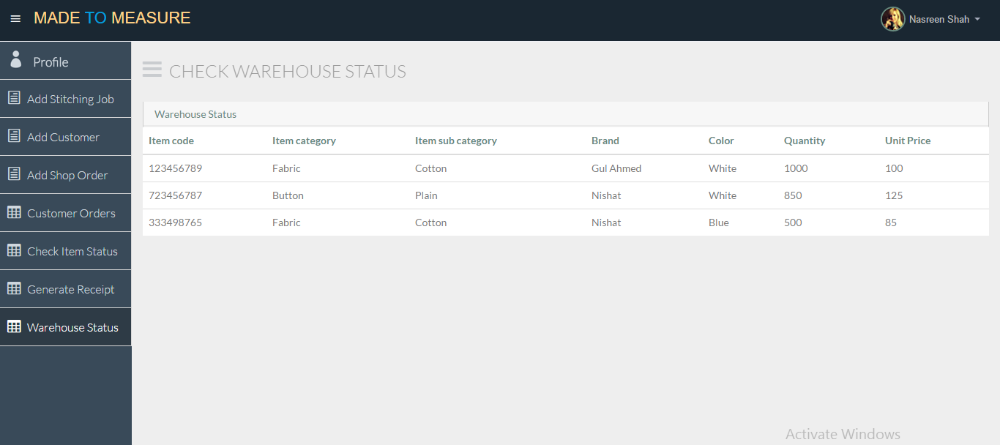 MADE TO MEASURE
Nasreen Shah
Profile
Add Stitching Job
Add Customer
Add Shop Order
Customer Orders
Check Item Status
Generate Receipt
Warehouse Status
CHECK WAREHOUSE STATUS
Warehouse Status
Item code Item category Item sub category Brand Color Quantity Unit Price
123456789 Fabric Cotton Gul Ahmed White 1000 100
723456787 Button Plain Nishat White 850 125
333498765 Fabric Cotton Nishat Blue 500 85
Activate Windows